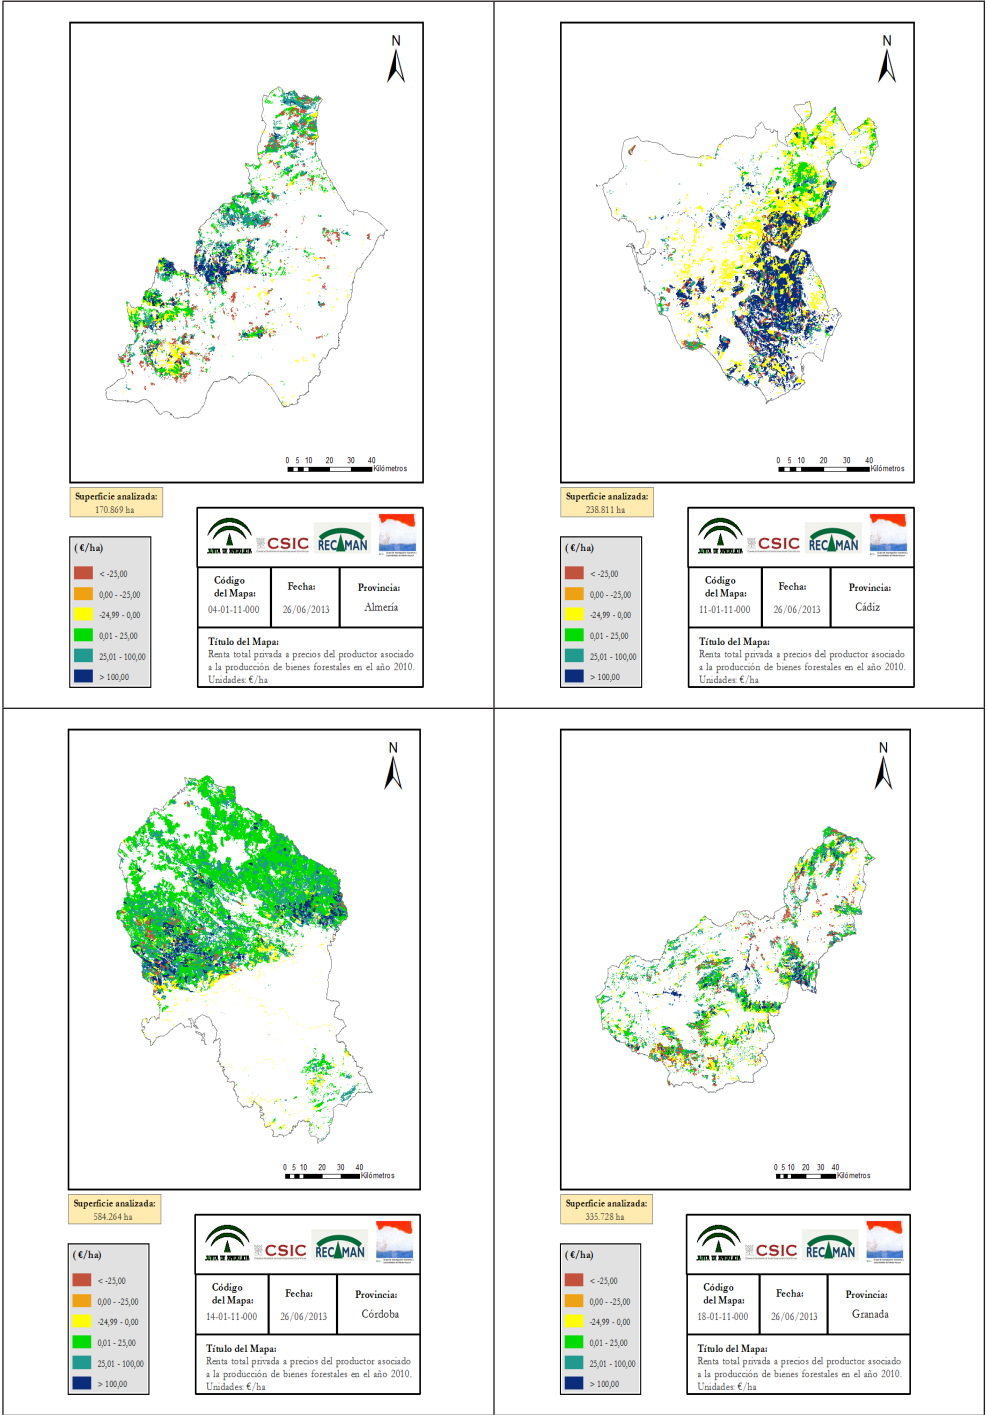 N
0 5 10 20 30 40
Kilómetros
Superficie analizada:
170.869 ha
(€/ha)
< -25,00
0,00 - -25,00
-24,99 - 0,00
0,01 - 25,00
25,01 - 100,00
> 100,00
JUNTA DE ANDALUCIA
CSIC
RECAMAN
Código
del Mapa:
04-01-11-000
Fecha:
26/06/2013
Provincia:
Almería
Título del Mapa:
Renta total privada a precios del productor asociado
a la producción de bienes forestales en el año 2010.
Unidades: €/ha
N
0 5 10 20 30 40
Kilómetros
Superficie analizada:
238.811 ha
(€/ha)
< -25,00
0,00 - -25,00
-24,99 - 0,00
0,01 - 25,00
25,01 - 100,00
> 100,00
JUNTA DE ANDALUCIA
CSIC
RECAMAN
Código
del Mapa:
11-01-11-000
Fecha:
26/06/2013
Provincia:
Cádiz
Título del Mapa:
Renta total privada a precios del productor asociado
a la producción de bienes forestales en el año 2010.
Unidades: €/ha
N
0 5 10 20 30 40
Kilómetros
Superficie analizada:
584.264 ha
(€/ha)
< -25,00
0,00 - -25,00
-24,99 - 0,00
0,01 - 25,00
25,01 - 100,00
> 100,00
JUNTA DE ANDALUCIA
CSIC
RECAMAN
Código
del Mapa:
14-01-11-000
Fecha:
26/06/2013
Provincia:
Córdoba
Título del Mapa:
Renta total privada a precios del productor asociado
a la producción de bienes forestales en el año 2010.
Unidades: €/ha
N
0 5 10 20 30 40
Kilómetros
Superficie analizada:
335.728 ha
(€/ha)
< -25,00
0,00 - -25,00
-24,99 - 0,00
0,01 - 25,00
25,01 - 100,00
> 100,00
JUNTA DE ANDALUCIA
CSIC
RECAMAN
Código
del Mapa:
18-01-11-000
Fecha:
26/06/2013
Provincia:
Granada
Título del Mapa:
Renta total privada a precios del productor asociado
a la producción de bienes forestales en el año 2010.
Unidades: €/ha